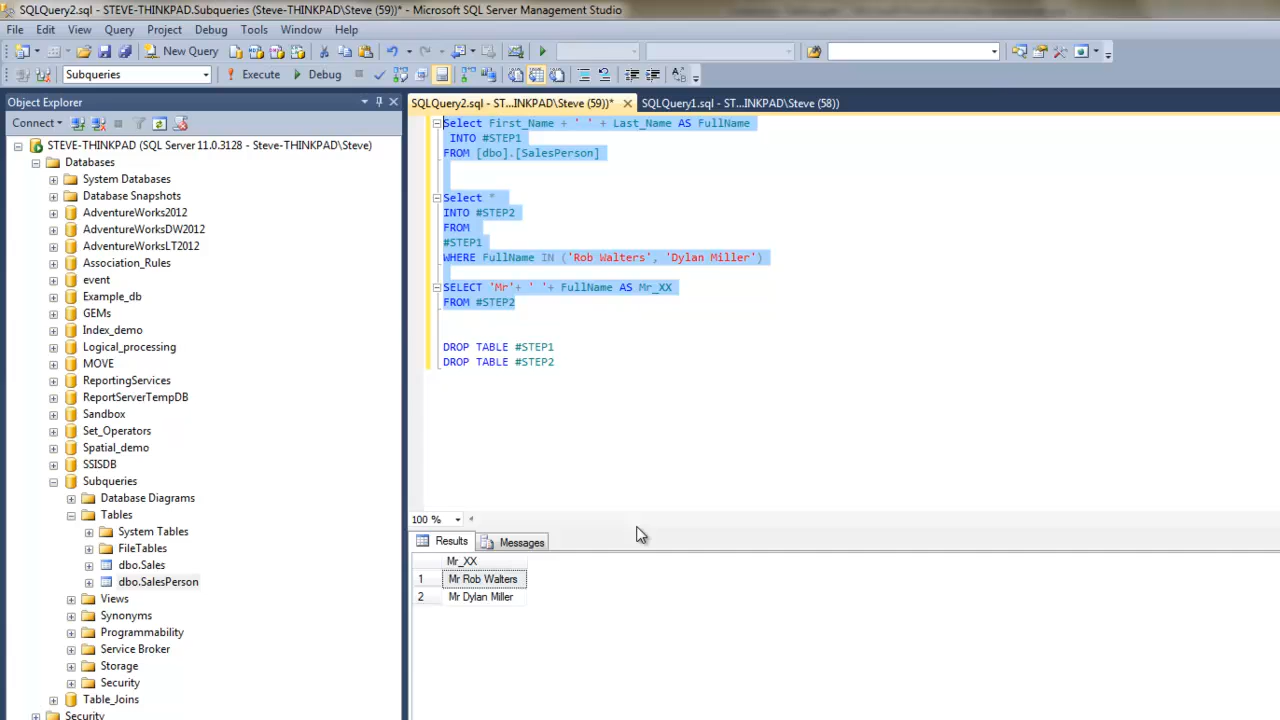 SQLQuery2.sql - STEVE-THINKPAD.Subqueries (Steve-THINKPAD\Steve (59))* - Microsoft SQL Server Management Studio
File Edit View Query Project Debug Tools Window Help
New Query
Subqueries Execute Debug
Object Explorer
SQLQuery2.sql - ST...INKPAD\Steve (59))* SQLQuery1.sql - ST...INKPAD\Steve (58))
Connect
STEVE-THINKPAD (SQL Server 11.0.3128 - Steve-THINKPAD\Steve)
Databases
System Databases
Database Snapshots
AdventureWorks2012
AdventureWorksDW2012
AdventureWorksLT2012
Association_Rules
event
Example_db
GEMs
Index_demo
Logical_processing
MOVE
ReportingServices
ReportServerTempDB
Sandbox
Set_Operators
Spatial_demo
SSISDB
Subqueries
Database Diagrams
Tables
System Tables
FileTables
dbo.Sales
dbo.SalesPerson
Views
Synonyms
Programmability
Service Broker
Storage
Security
Table_Joins
Security
Select First_Name + ' ' + Last_Name AS FullName
INTO #STEP1
FROM [dbo].[SalesPerson]
Select *
INTO #STEP2
FROM
#STEP1
WHERE FullName IN ('Rob Walters', 'Dylan Miller')
SELECT 'Mr'+ ' '+ FullName AS Mr_XX
FROM #STEP2
DROP TABLE #STEP1
DROP TABLE #STEP2
100 %
Results Messages
Mr_XX
1 Mr Rob Walters
2 Mr Dylan Miller